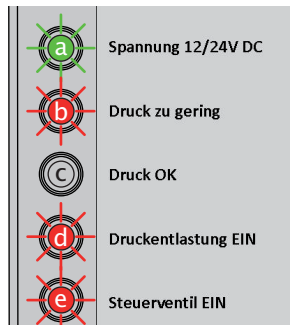 a Spannung 12/24V DC
b Druck zu gering
c Druck OK
d Druckentlastung EIN
e Steuerventil EIN